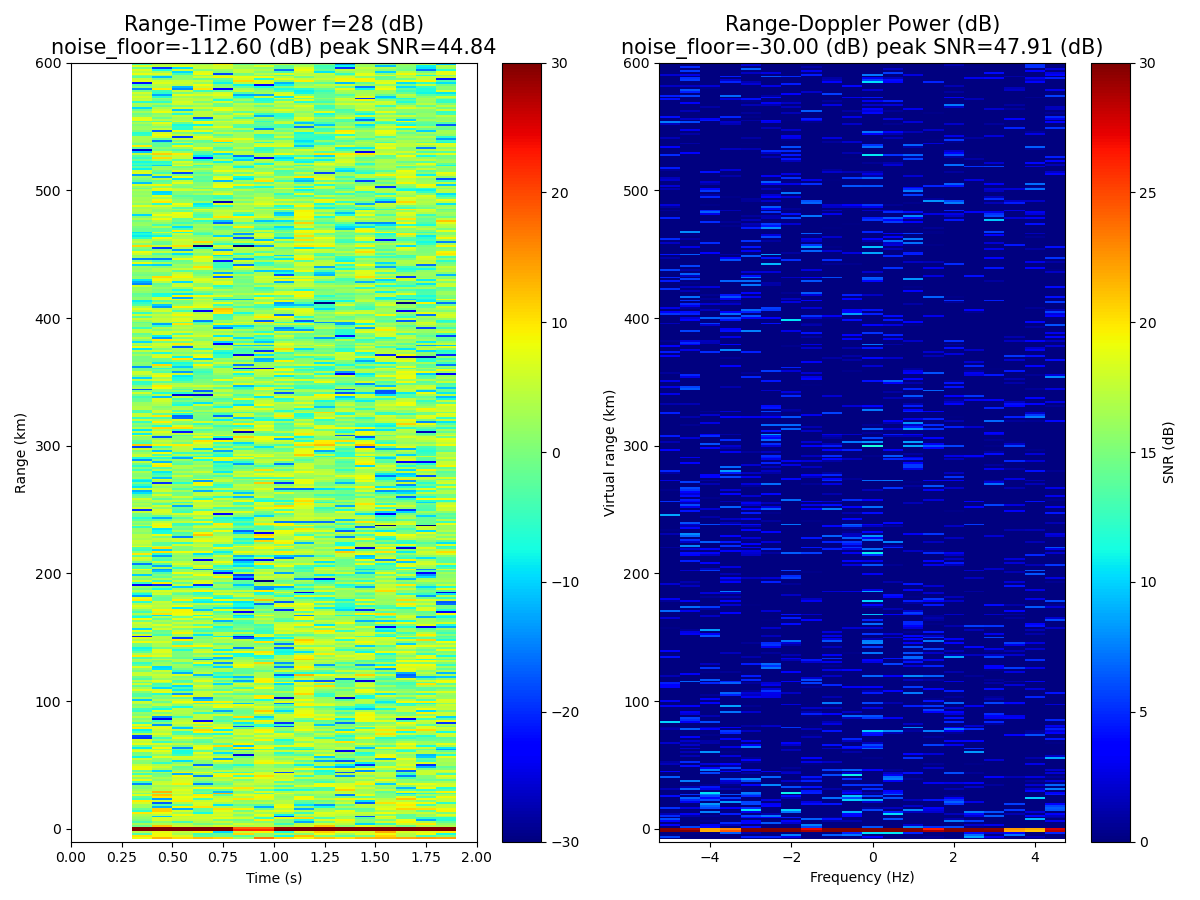 Range-Time Power f=28 (dB)
noise_floor=-112.60 (dB) peak SNR=44.84
600
500
400
300
200
100
0
Range (km)
0.00 0.25 0.50 0.75 1.00 1.25 1.50 1.75 2.00
Time (s)
30
20
10
0
−10
−20
−30
Range-Doppler Power (dB)
noise_floor=-30.00 (dB) peak SNR=47.91 (dB)
600
500
400
300
200
100
0
Virtual range (km)
−4 −2 0 2 4
Frequency (Hz)
30
25
20
15
10
5
0
SNR (dB)